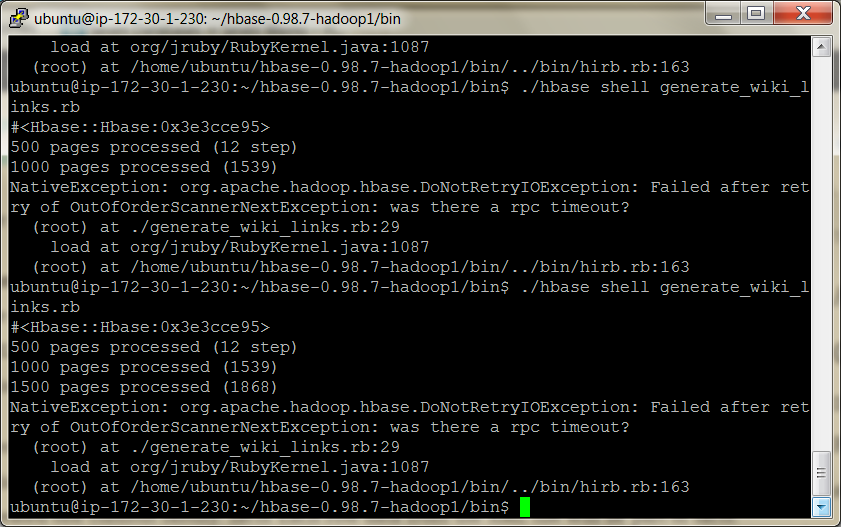 ubuntu@ip-172-30-1-230: ~/hbase-0.98.7-hadoop1/bin
    load at org/jruby/RubyKernel.java:1087
  (root) at /home/ubuntu/hbase-0.98.7-hadoop1/bin/../bin/hirb.rb:163
ubuntu@ip-172-30-1-230:~/hbase-0.98.7-hadoop1/bin$ ./hbase shell generate_wiki_l
inks.rb
#<Hbase::Hbase:0x3e3cce95>
500 pages processed (12 step)
1000 pages processed (1539)
NativeException: org.apache.hadoop.hbase.DoNotRetryIOException: Failed after ret
ry of OutOfOrderScannerNextException: was there a rpc timeout?
  (root) at ./generate_wiki_links.rb:29
    load at org/jruby/RubyKernel.java:1087
  (root) at /home/ubuntu/hbase-0.98.7-hadoop1/bin/../bin/hirb.rb:163
ubuntu@ip-172-30-1-230:~/hbase-0.98.7-hadoop1/bin$ ./hbase shell generate_wiki_l
inks.rb
#<Hbase::Hbase:0x3e3cce95>
500 pages processed (12 step)
1000 pages processed (1539)
1500 pages processed (1868)
NativeException: org.apache.hadoop.hbase.DoNotRetryIOException: Failed after ret
ry of OutOfOrderScannerNextException: was there a rpc timeout?
  (root) at ./generate_wiki_links.rb:29
    load at org/jruby/RubyKernel.java:1087
  (root) at /home/ubuntu/hbase-0.98.7-hadoop1/bin/../bin/hirb.rb:163
ubuntu@ip-172-30-1-230:~/hbase-0.98.7-hadoop1/bin$